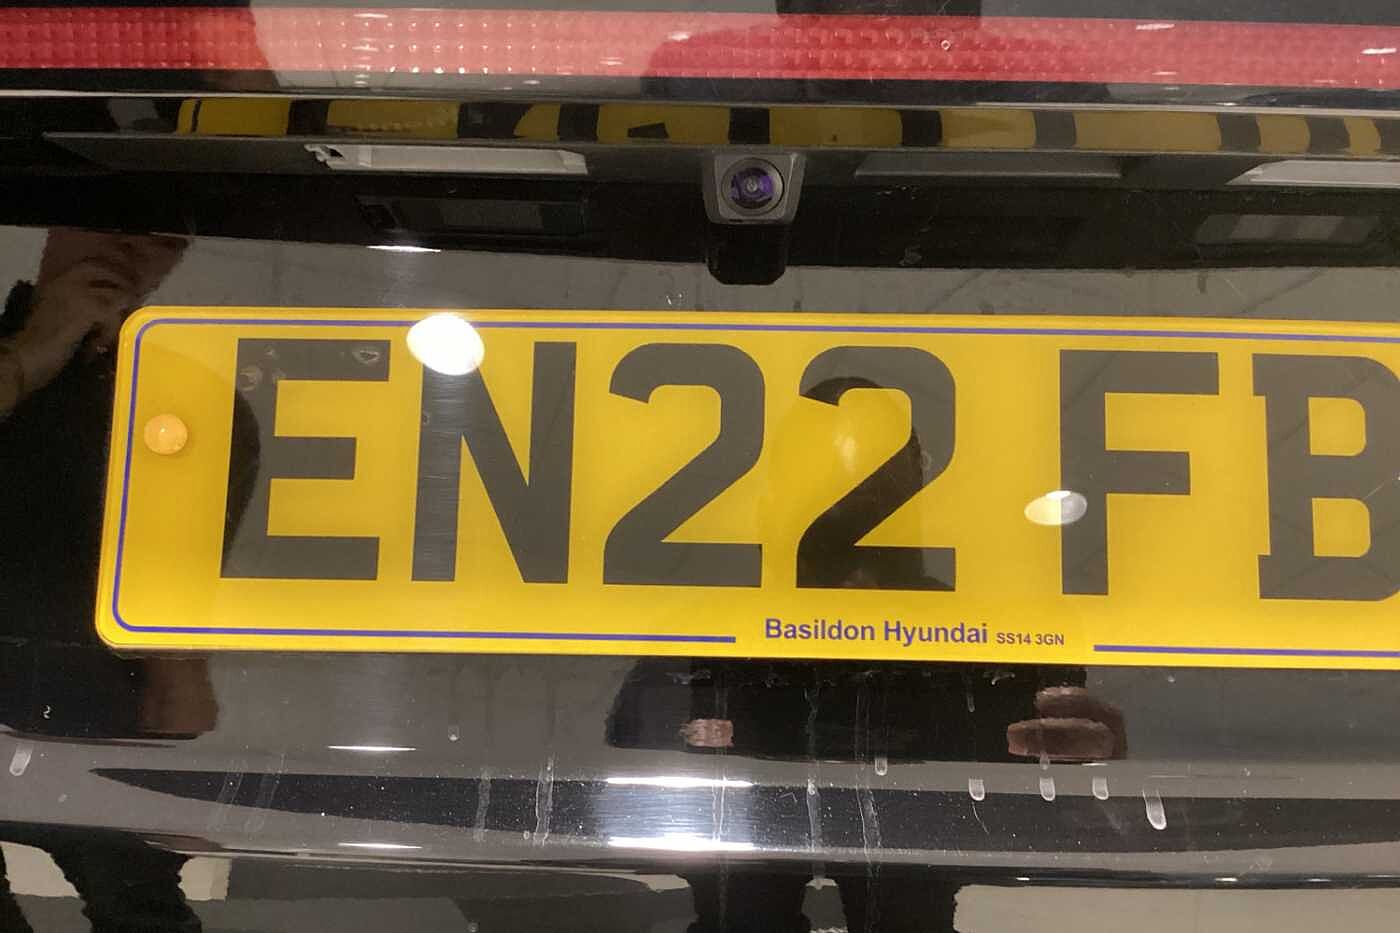 EN22 FB
Basildon Hyundai SS14 3GN